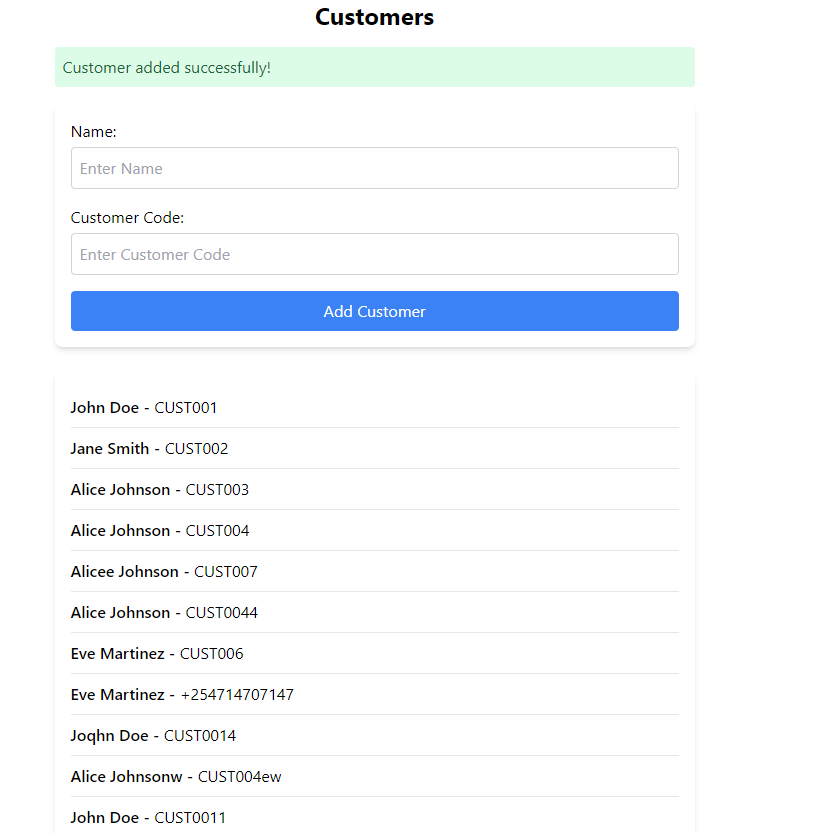 Customers
Customer added successfully!
Name:
Enter Name
Customer Code:
Enter Customer Code
Add Customer
John Doe - CUST001
Jane Smith - CUST002
Alice Johnson - CUST003
Alice Johnson - CUST004
Alicee Johnson - CUST007
Alice Johnson - CUST0044
Eve Martinez - CUST006
Eve Martinez - +254714707147
Joqhn Doe - CUST0014
Alice Johnsonw - CUST004ew
John Doe - CUST0011